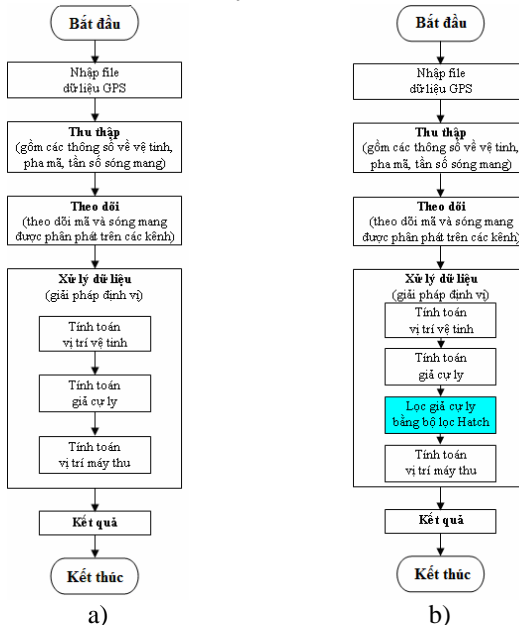 Bắt đầu
Nhập file
dữ liệu GPS
Thu thập
(gồm các thông số về vệ tinh,
pha mã, tần số sóng mang)
Theo dõi
(theo dõi mã và sóng mang
được phân phát trên các kênh)
Xử lý dữ liệu
(giải pháp định vị)
Tính toán
vị trí vệ tinh
Tính toán
giả cự ly
Tính toán
vị trí máy thu
Kết quả
Kết thúc
a)
Bắt đầu
Nhập file
dữ liệu GPS
Thu thập
(gồm các thông số về vệ tinh,
pha mã, tần số sóng mang)
Theo dõi
(theo dõi mã và sóng mang
được phân phát trên các kênh)
Xử lý dữ liệu
(giải pháp định vị)
Tính toán
vị trí vệ tinh
Tính toán
giả cự ly
Lọc giả cự ly
bằng bộ lọc Hatch
Tính toán
vị trí máy thu
Kết quả
Kết thúc
b)